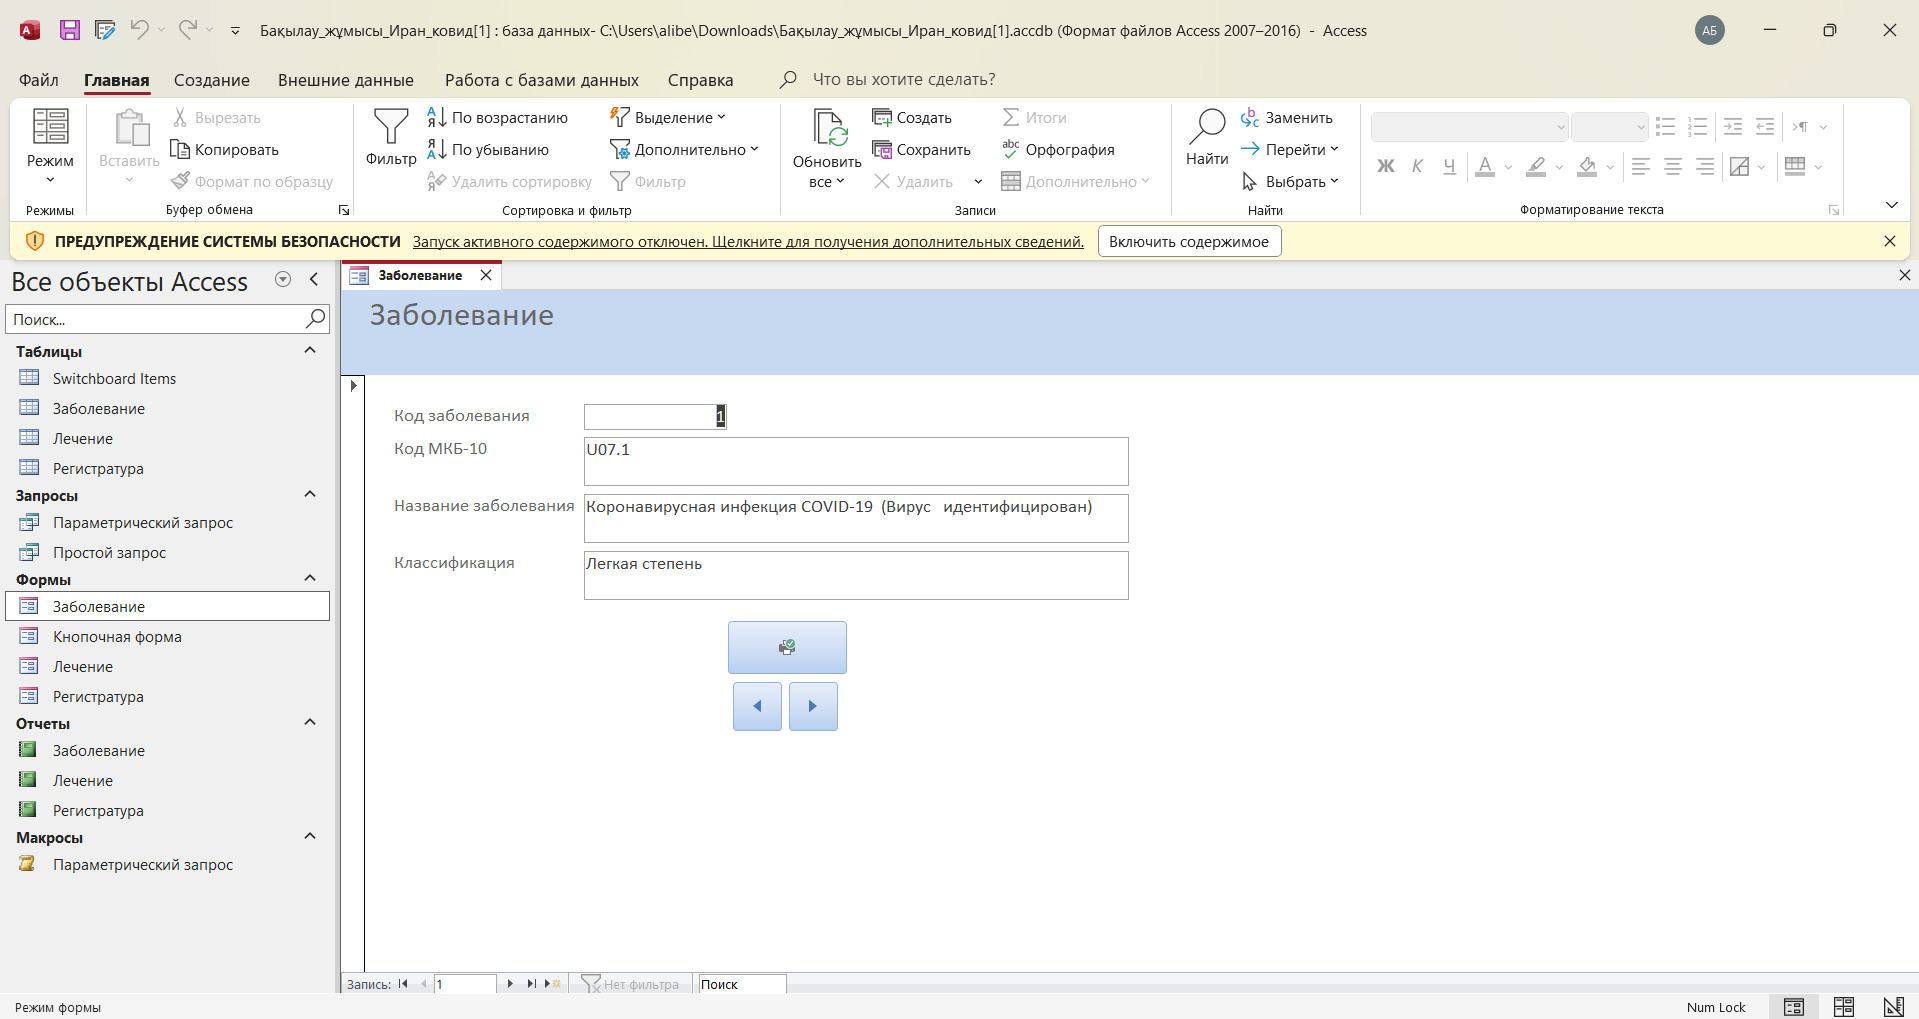 Бақылау_жұмысы_Иран_ковид[1] : база данных- C:\Users\alibe\Downloads\Бақылау_жұмысы_Иран_ковид[1].accdb (Формат файлов Access 2007–2016) - Access
АБ
Файл Главная Создание Внешние данные Работа с базами данных Справка Что вы хотите сделать?
Режим
Режимы
Вставить
Вырезать
Копировать
Формат по образцу
Буфер обмена
Фильтр
По возрастанию
По убыванию
Удалить сортировку
Выделение
Дополнительно
Фильтр
Сортировка и фильтр
Обновить
все
Создать
Сохранить
Удалить
Итоги
Орфография
Дополнительно
Записи
Найти
Заменить
Перейти
Выбрать
Найти
Ж К Ч А
Форматирование текста
ПРЕДУПРЕЖДЕНИЕ СИСТЕМЫ БЕЗОПАСНОСТИ Запуск активного содержимого отключен. Щелкните для получения дополнительных сведений. Включить содержимое
Все объекты Access
Поиск...
Таблицы
Switchboard Items
Заболевание
Лечение
Регистратура
Запросы
Параметрический запрос
Простой запрос
Формы
Заболевание
Кнопочная форма
Лечение
Регистратура
Отчеты
Заболевание
Лечение
Регистратура
Макросы
Параметрический запрос
Заболевание
Заболевание
Код заболевания 1
Код МКБ-10 U07.1
Название заболевания Коронавирусная инфекция COVID-19 (Вирус идентифицирован)
Классификация Легкая степень
Запись: 1 Нет фильтра Поиск
Режим формы Num Lock